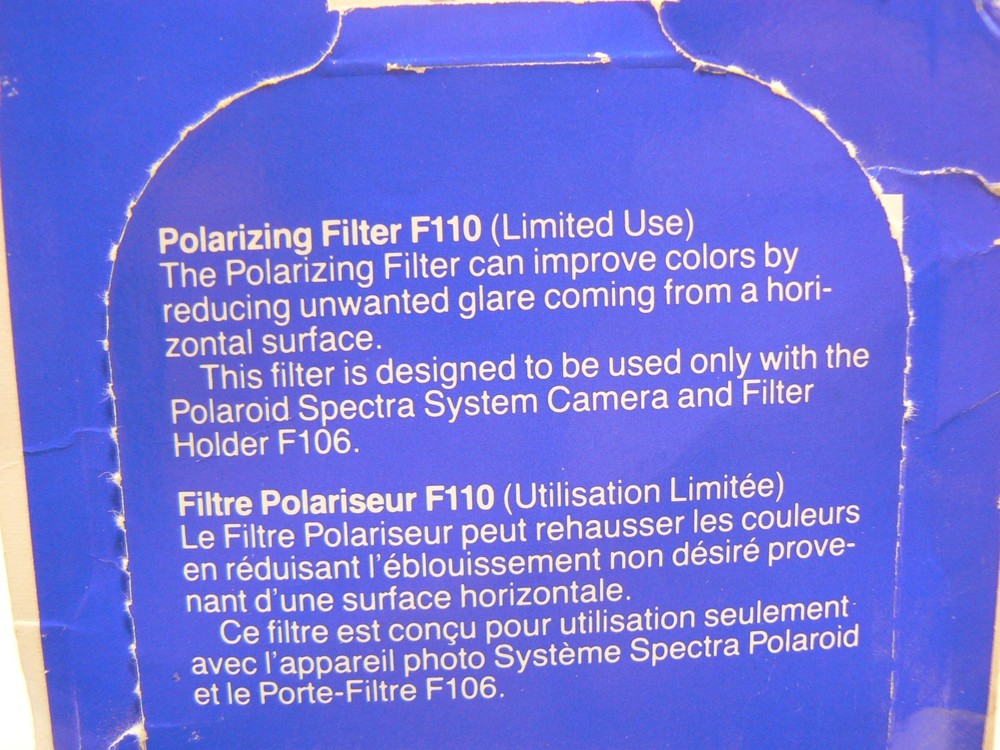 Polarizing Filter F110 (Limited Use)
The Polarizing Filter can improve colors by
reducing unwanted glare coming from a hori-
zontal surface.
This filter is designed to be used only with the
Polaroid Spectra System Camera and Filter
Holder F106.
Filtre Polariseur F110 (Utilisation Limitée)
Le Filtre Polariseur peut rehausser les couleurs
en réduisant l'éblouissement non désiré prove-
nant d'une surface horizontale.
Ce filtre est conçu pour utilisation seulement
avec l'appareil photo Système Spectra Polaroid
et le Porte-Filtre F106.